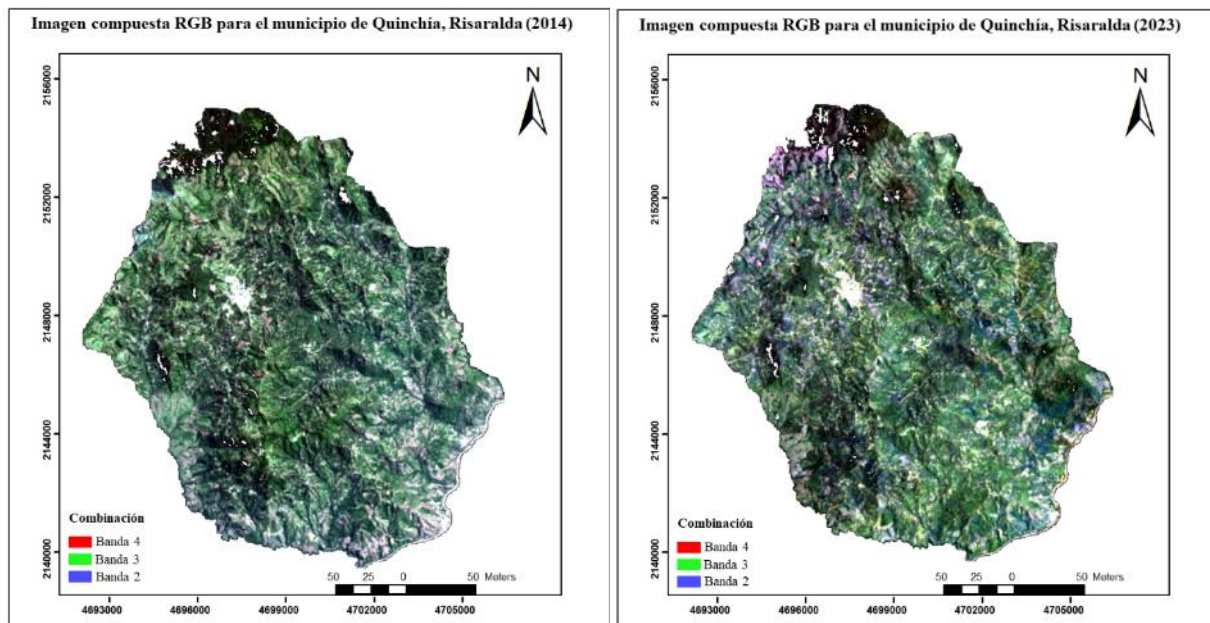 Imagen compuesta RGB para el municipio de Quinchía, Risaralda (2014)
N
2156000
2152000
2148000
2144000
2140000
Combinación
Banda 4
Banda 3
Banda 2
50 25 0 50 Meters
4693000 4696000 4699000 4702000 4705000
Imagen compuesta RGB para el municipio de Quinchía, Risaralda (2023)
N
2156000
2152000
2148000
2144000
2140000
Combinación
Banda 4
Banda 3
Banda 2
50 25 0 50 Meters
4693000 4696000 4699000 4702000 4705000